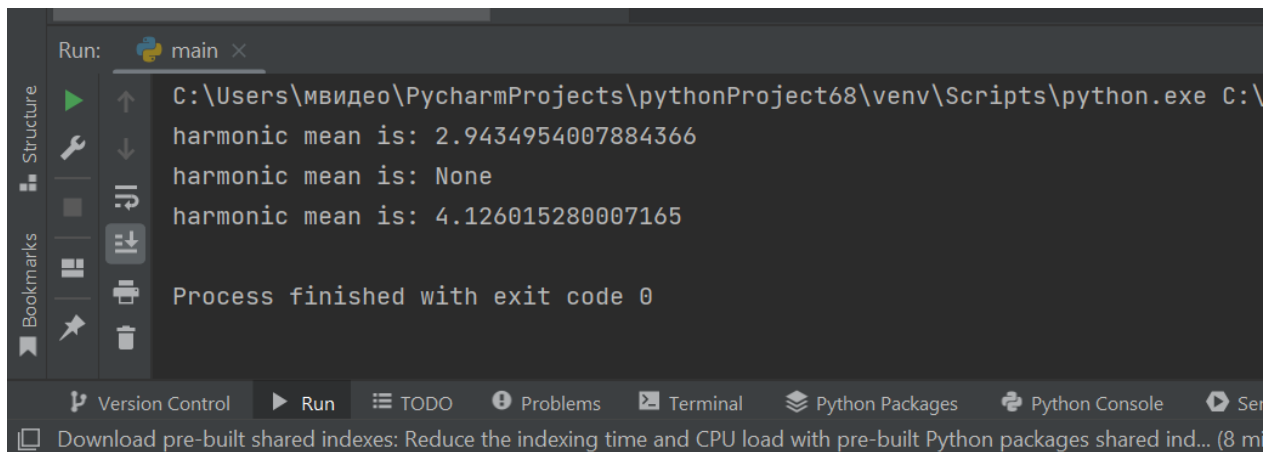 Run: main
C:\Users\мвидео\PycharmProjects\pythonProject68\venv\Scripts\python.exe C:\
harmonic mean is: 2.9434954007884366
harmonic mean is: None
harmonic mean is: 4.126015280007165
Process finished with exit code 0
Structure
Bookmarks
Version Control Run TODO Problems Terminal Python Packages Python Console Ser
Download pre-built shared indexes: Reduce the indexing time and CPU load with pre-built Python packages shared ind... (8 mi